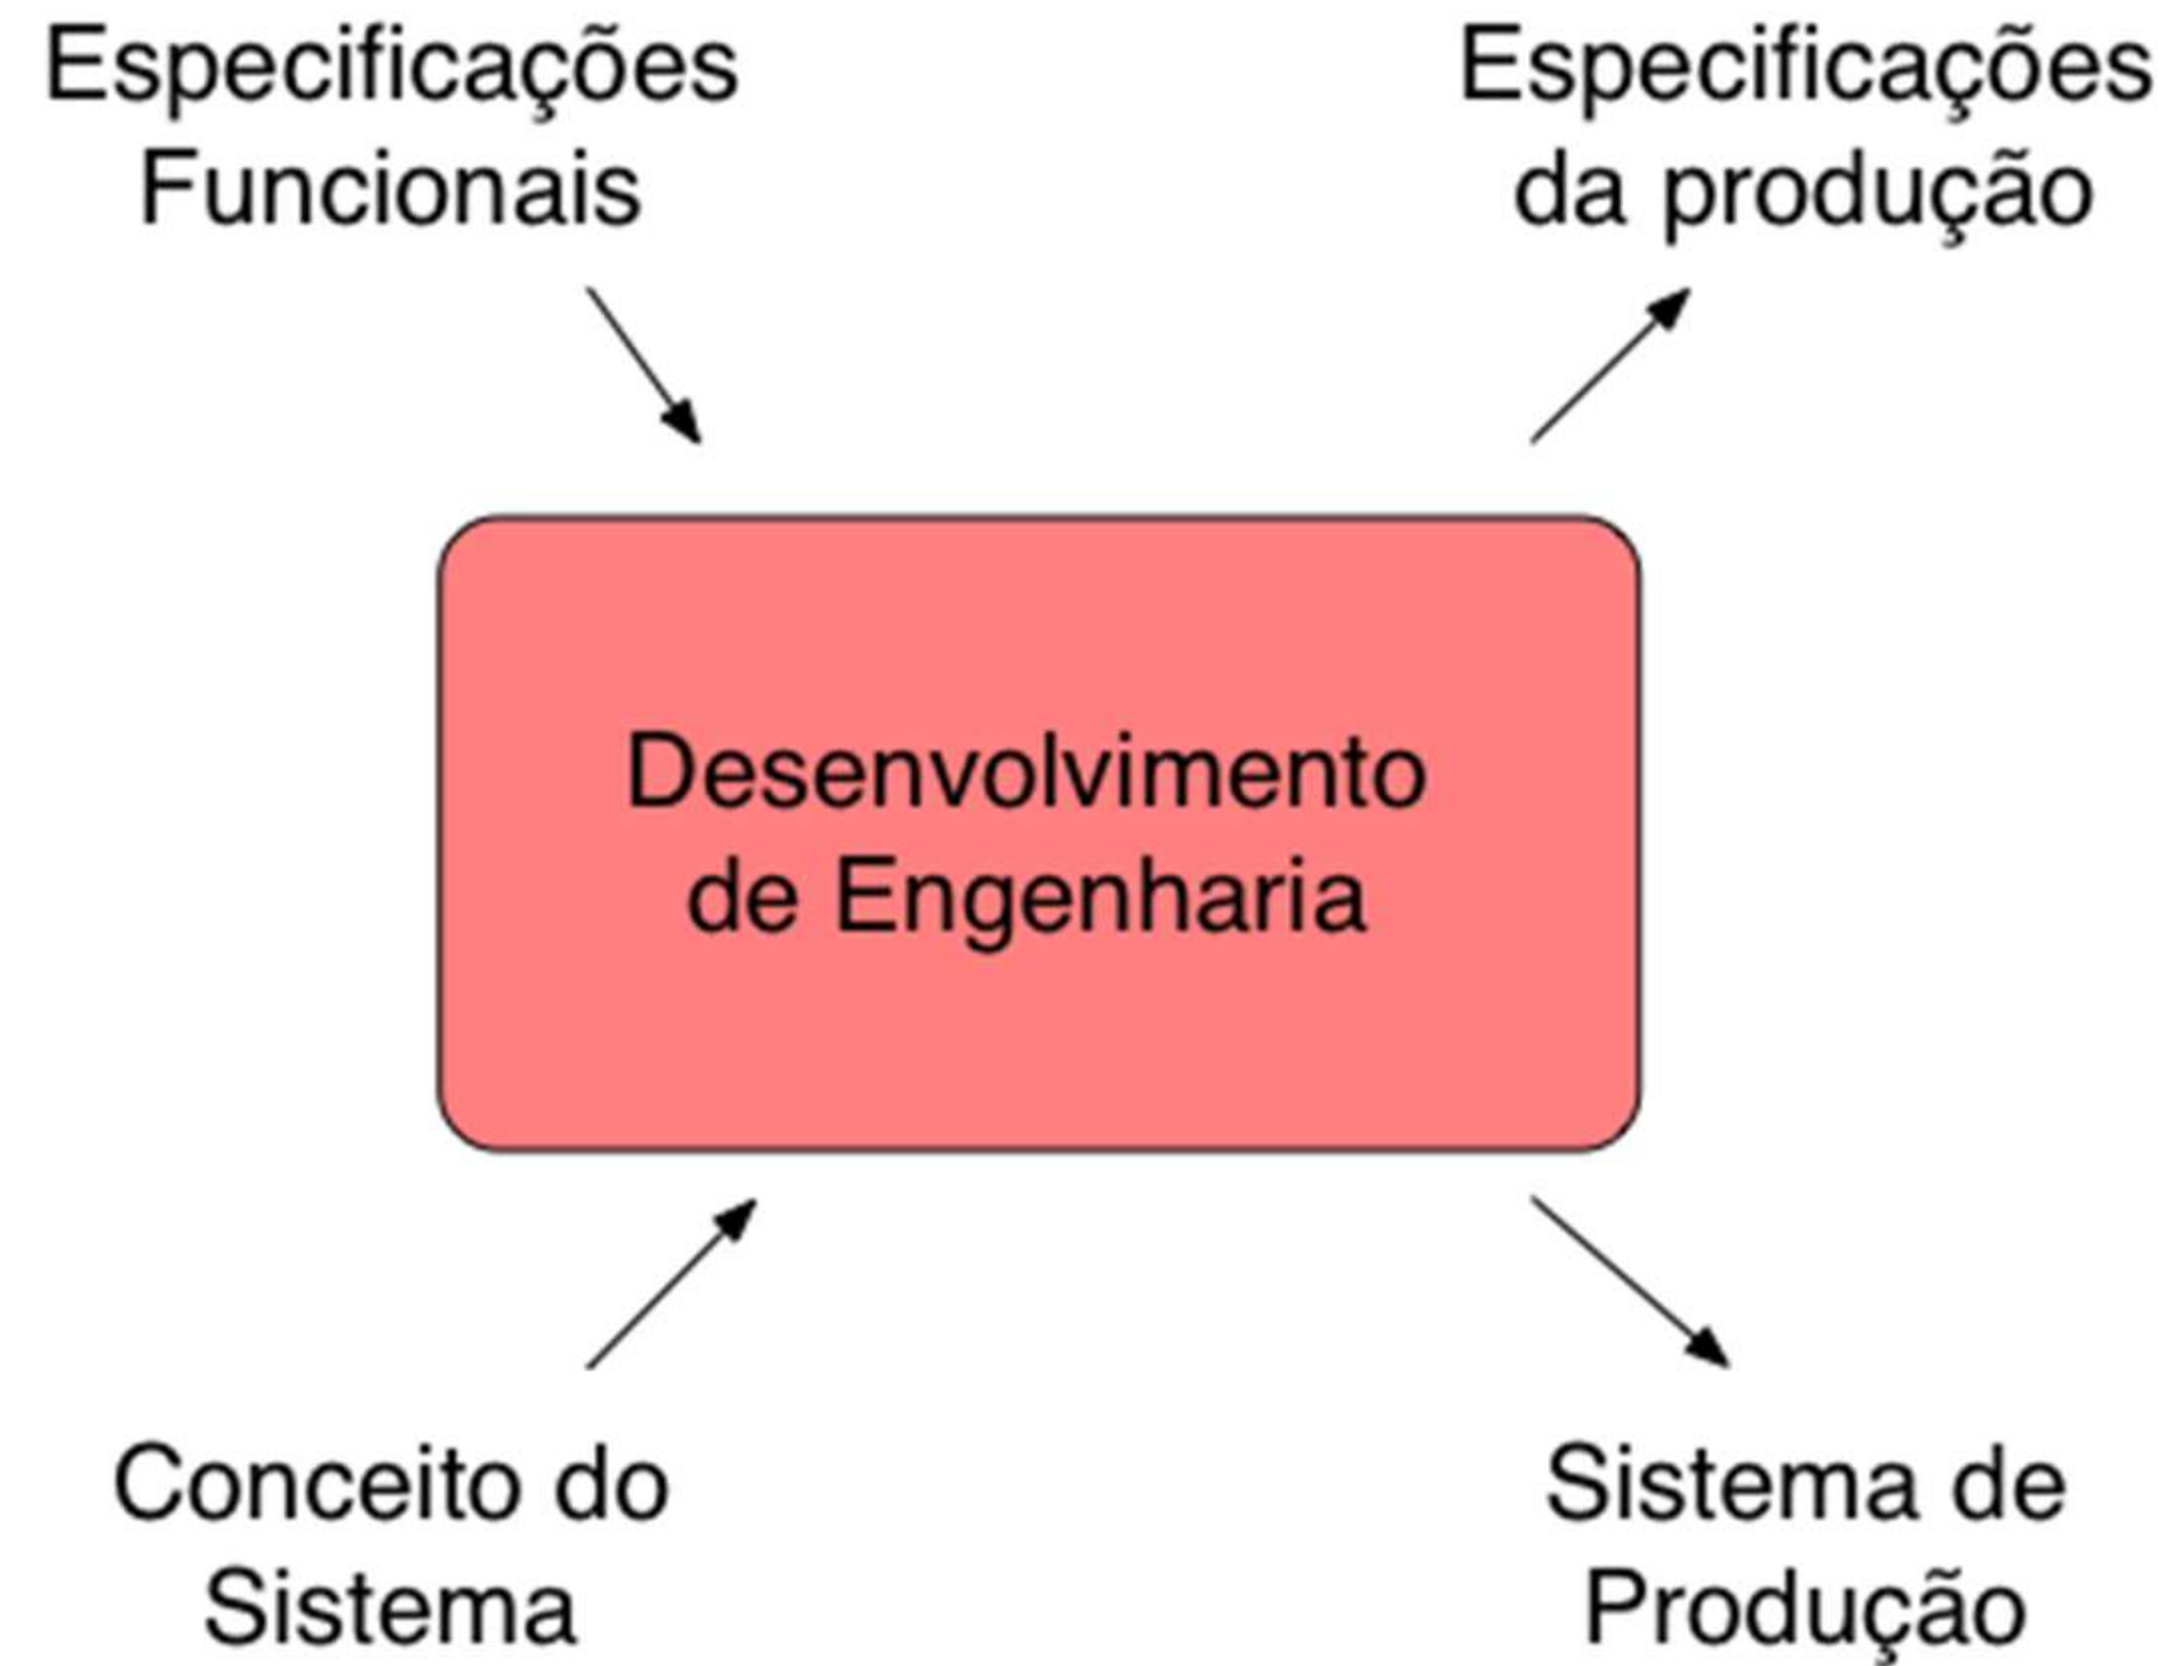 Especificações
Funcionais
Especificações
da produção
Desenvolvimento
de Engenharia
Conceito do
Sistema
Sistema de
Produção